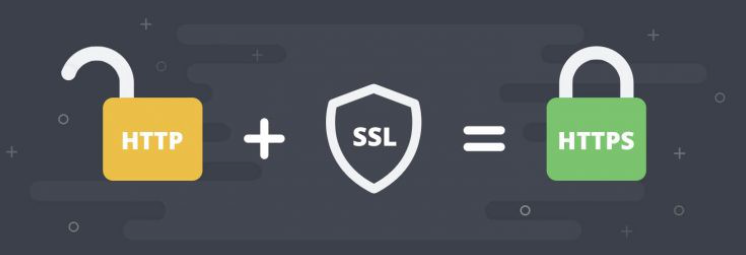 HTTP + SSL = HTTPS